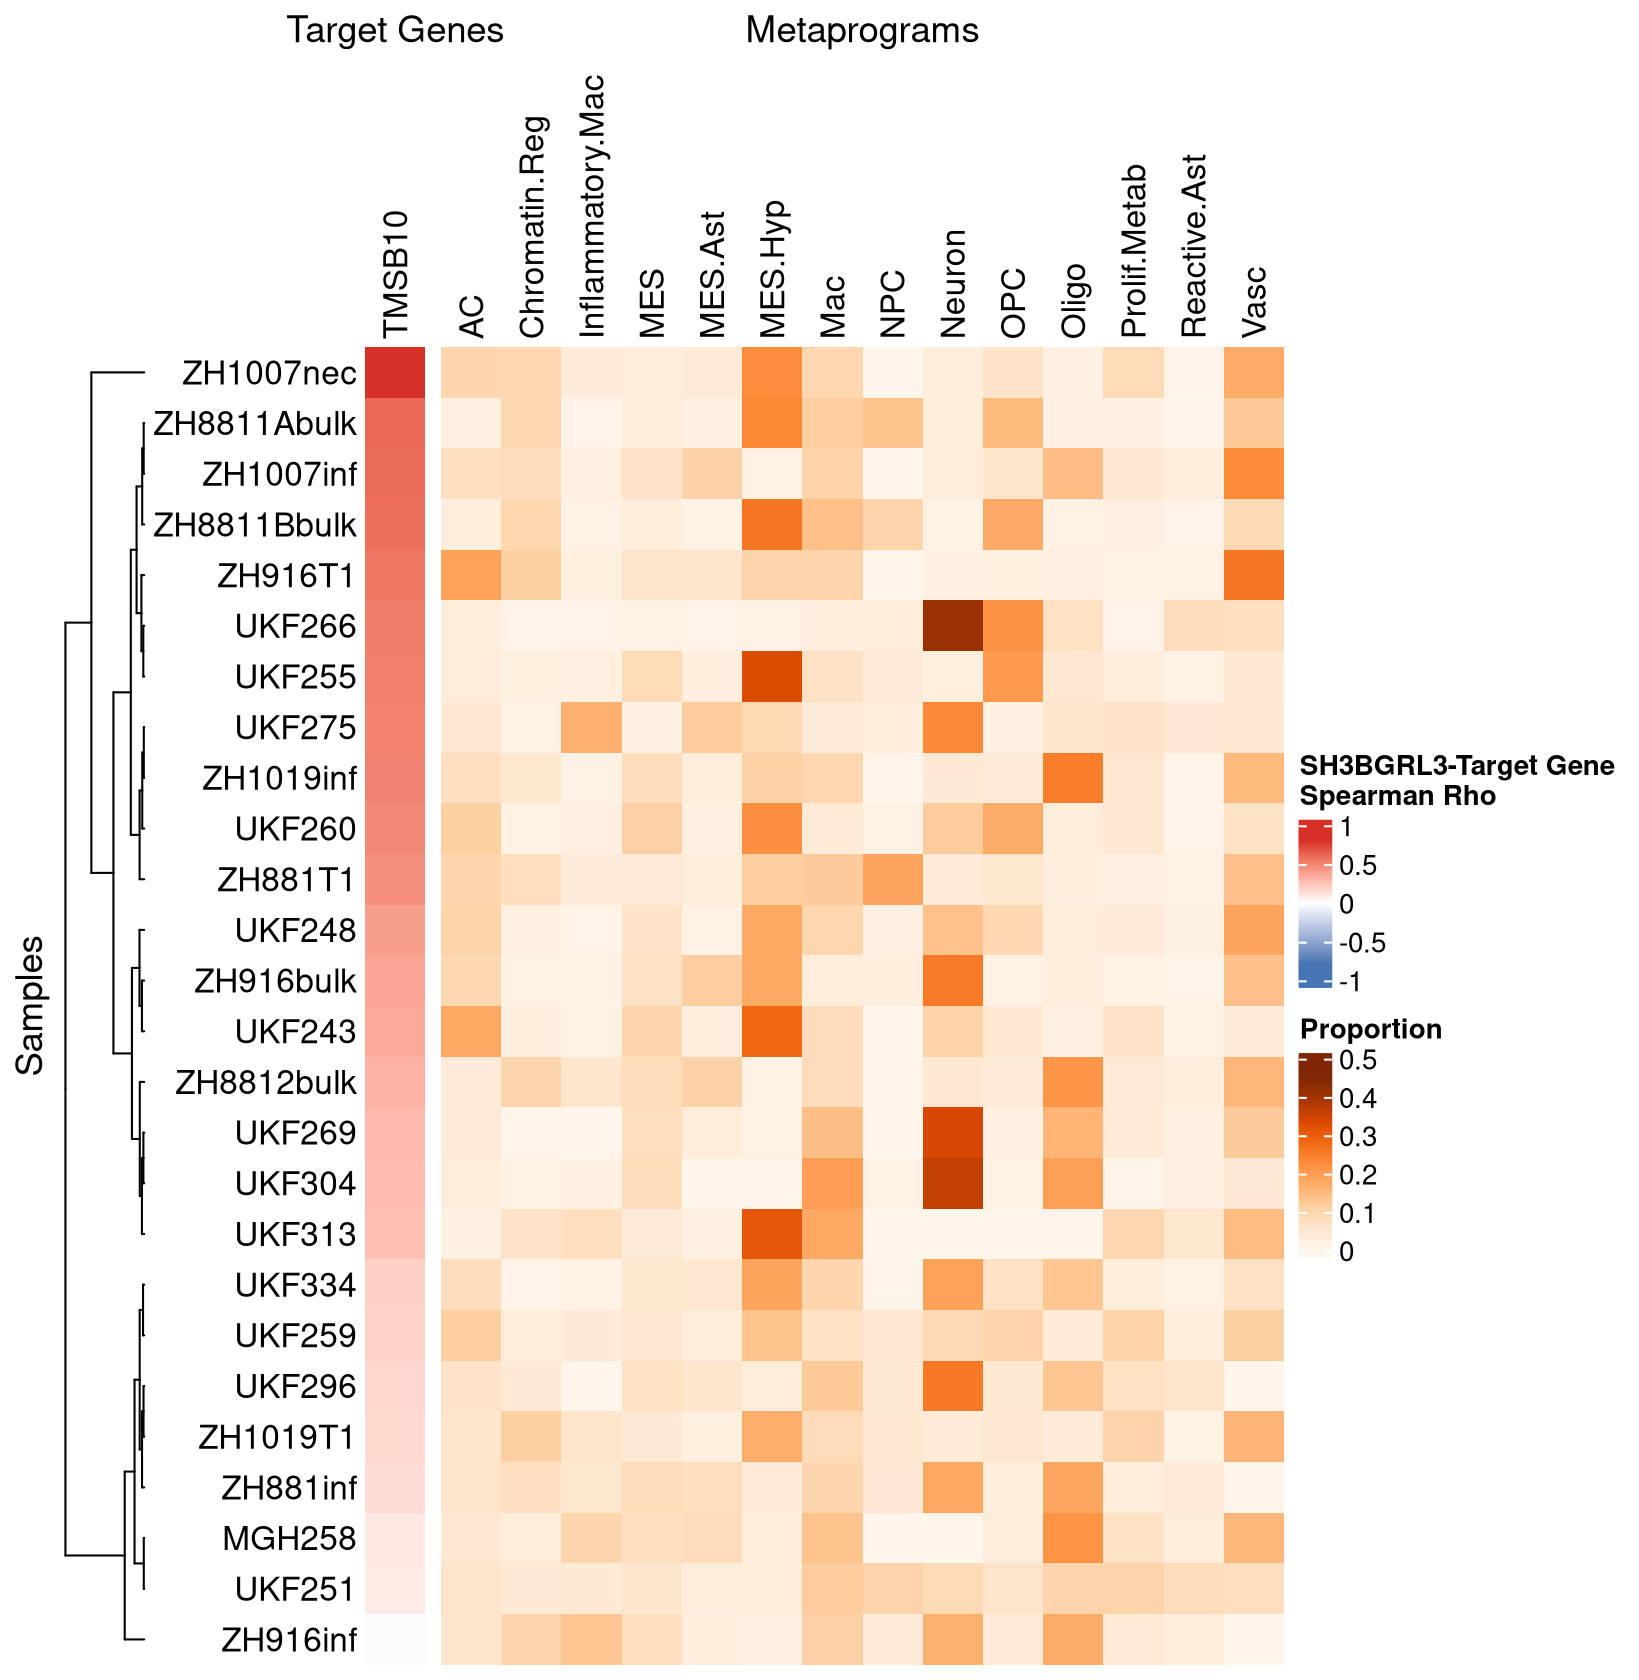 Target Genes
Metaprograms
TMSB10
AC
Chromatin.Reg
Inflammatory.Mac
MES
MES.Ast
MES.Hyp
Mac
NPC
Neuron
OPC
Oligo
Prolif.Metab
Reactive.Ast
Vasc
Samples
ZH1007nec
ZH8811Abulk
ZH1007inf
ZH8811Bbulk
ZH916T1
UKF266
UKF255
UKF275
ZH1019inf
UKF260
ZH881T1
UKF248
ZH916bulk
UKF243
ZH8812bulk
UKF269
UKF304
UKF313
UKF334
UKF259
UKF296
ZH1019T1
ZH881inf
MGH258
UKF251
ZH916inf
SH3BGRL3-Target Gene
Spearman Rho
1
0.5
0
-0.5
-1
Proportion
0.5
0.4
0.3
0.2
0.1
0